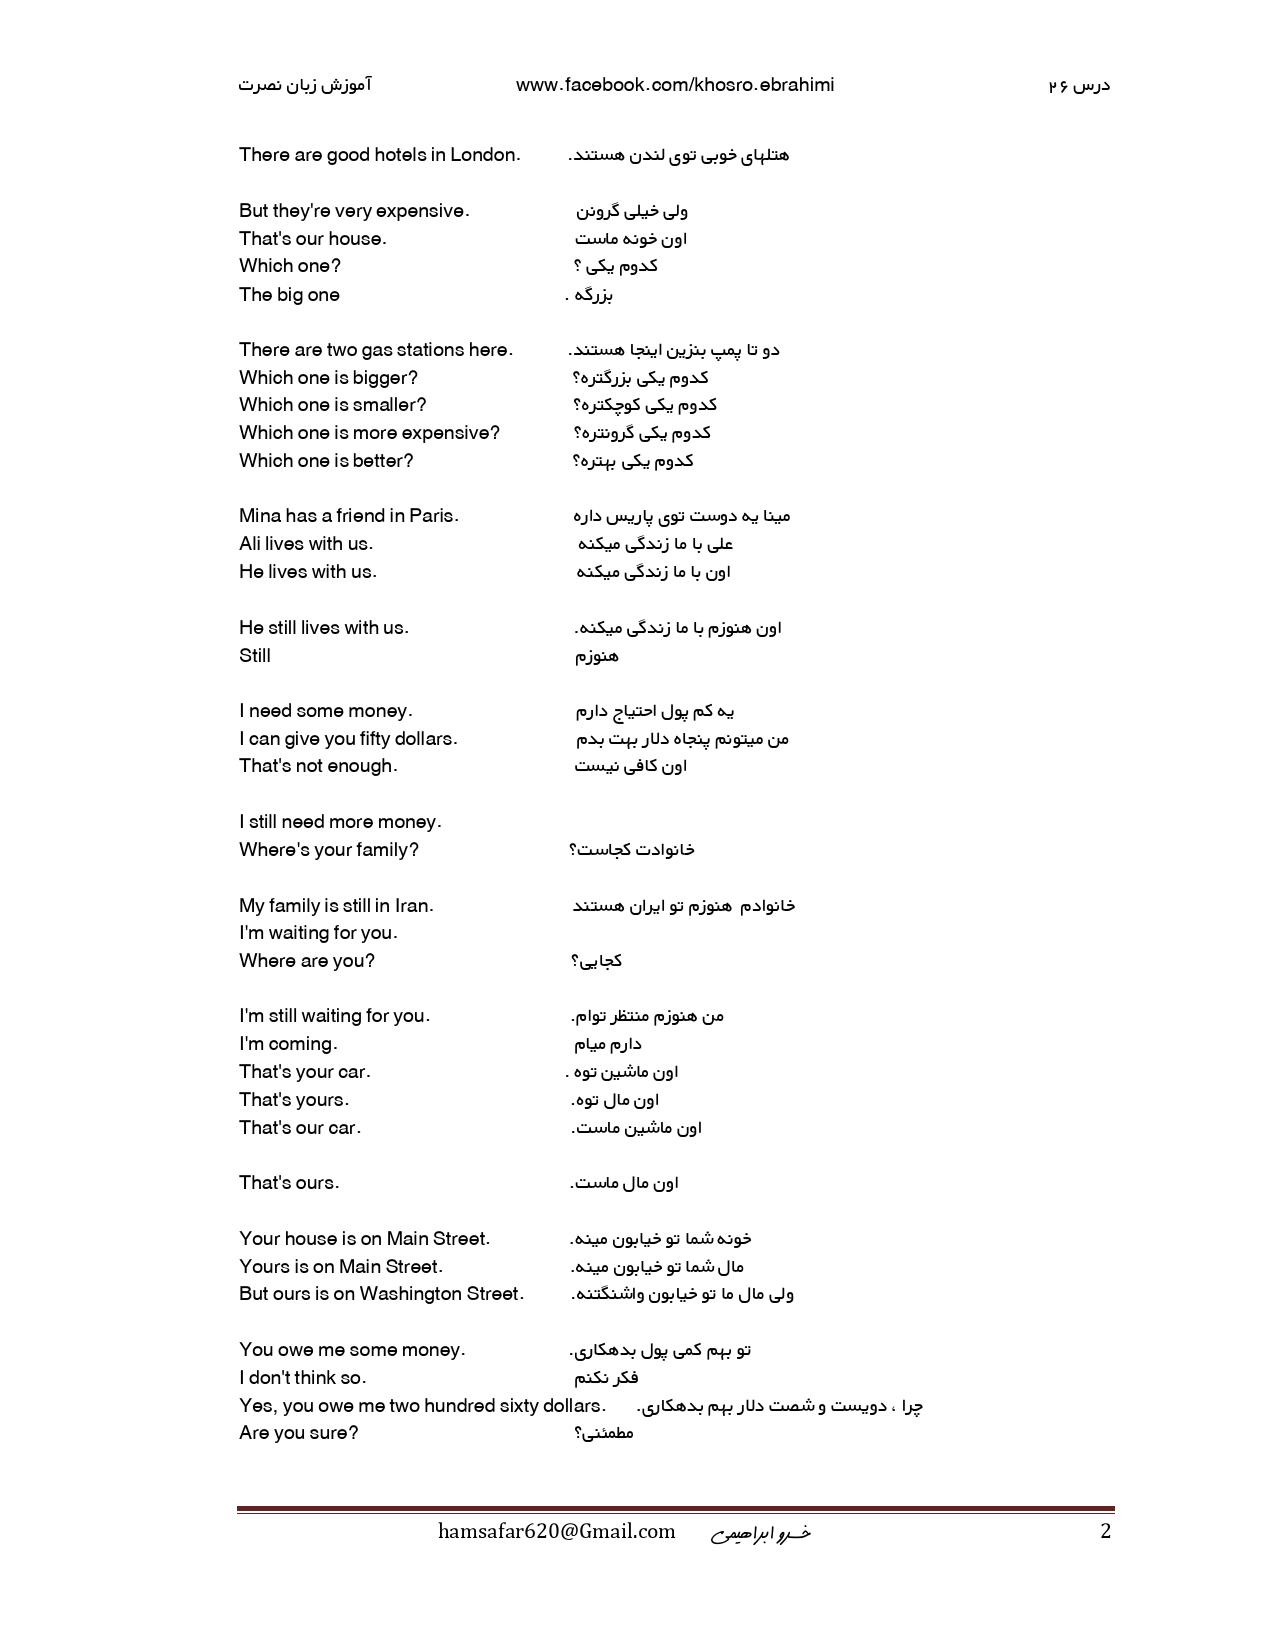 آموزش زبان نصرت www.facebook.com/khosro.ebrahimi درس ۲۶
There are good hotels in London. هتلهای خوبی توی لندن هستند.
But they're very expensive. ولی خیلی گرونن
That's our house. اون خونه ماست
Which one? کدوم یکی ؟
The big one بزرگه .
There are two gas stations here. دو تا پمپ بنزین اینجا هستند.
Which one is bigger? کدوم یکی بزرگتره؟
Which one is smaller? کدوم یکی کوچکتره؟
Which one is more expensive? کدوم یکی گرونتره؟
Which one is better? کدوم یکی بهتره؟
Mina has a friend in Paris. مینا یه دوست توی پاریس داره
Ali lives with us. علی با ما زندگی میکنه
He lives with us. اون با ما زندگی میکنه
He still lives with us. اون هنوزم با ما زندگی میکنه.
Still هنوزم
I need some money. یه کم پول احتیاج دارم
I can give you fifty dollars. من میتونم پنجاه دلار بهت بدم
That's not enough. اون کافی نیست
I still need more money.
Where's your family? خانوادت کجاست؟
My family is still in Iran. خانوادم هنوزم تو ایران هستند
I'm waiting for you.
Where are you? کجایی؟
I'm still waiting for you. من هنوزم منتظر توام.
I'm coming. دارم میام
That's your car. اون ماشین توه .
That's yours. اون مال توه.
That's our car. اون ماشین ماست.
That's ours. اون مال ماست.
Your house is on Main Street. خونه شما تو خیابون مینه.
Yours is on Main Street. مال شما تو خیابون مینه.
But ours is on Washington Street. ولی مال ما تو خیابون واشنگتنه.
You owe me some money. تو بهم کمی پول بدهکاری.
I don't think so. فکر نکنم
Yes, you owe me two hundred sixty dollars. چرا ، دویست و شصت دلار بهم بدهکاری.
Are you sure? مطمئنی؟
hamsafar620@Gmail.com خسرو ابراهیمی 2